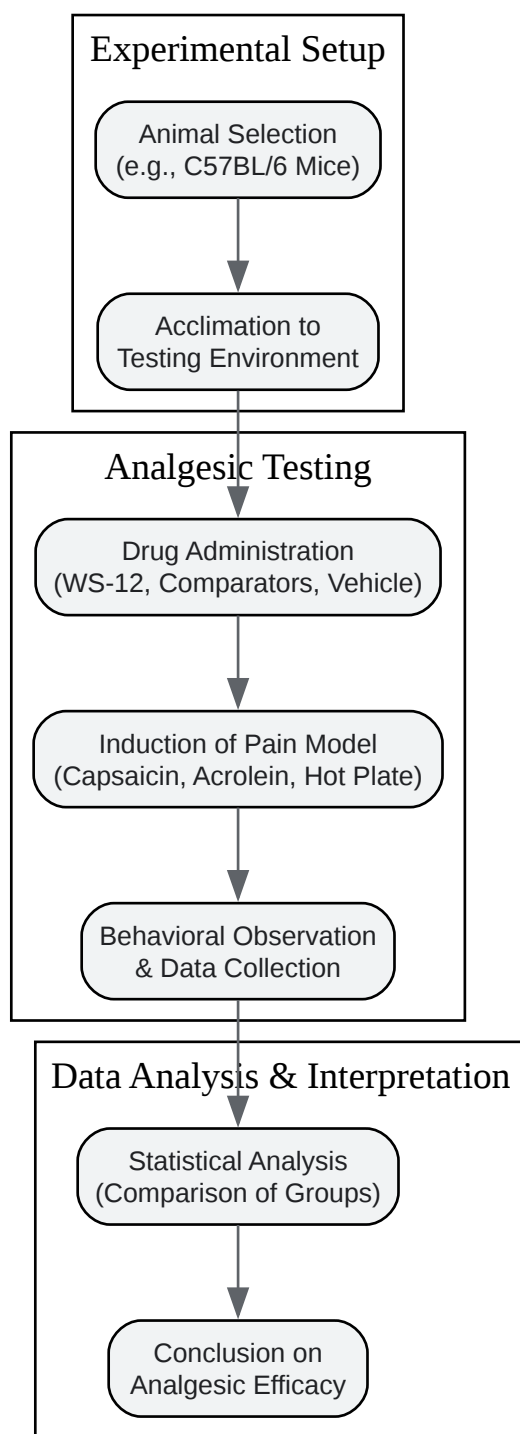 Experimental Setup
Animal Selection
(e.g., C57BL/6 Mice)
Acclimation to
Testing Environment
Analgesic Testing
Drug Administration
(WS-12, Comparators, Vehicle)
Induction of Pain Model
(Capsaicin, Acrolein, Hot Plate)
Behavioral Observation
& Data Collection
Data Analysis & Interpretation
Statistical Analysis
(Comparison of Groups)
Conclusion on
Analgesic Efficacy